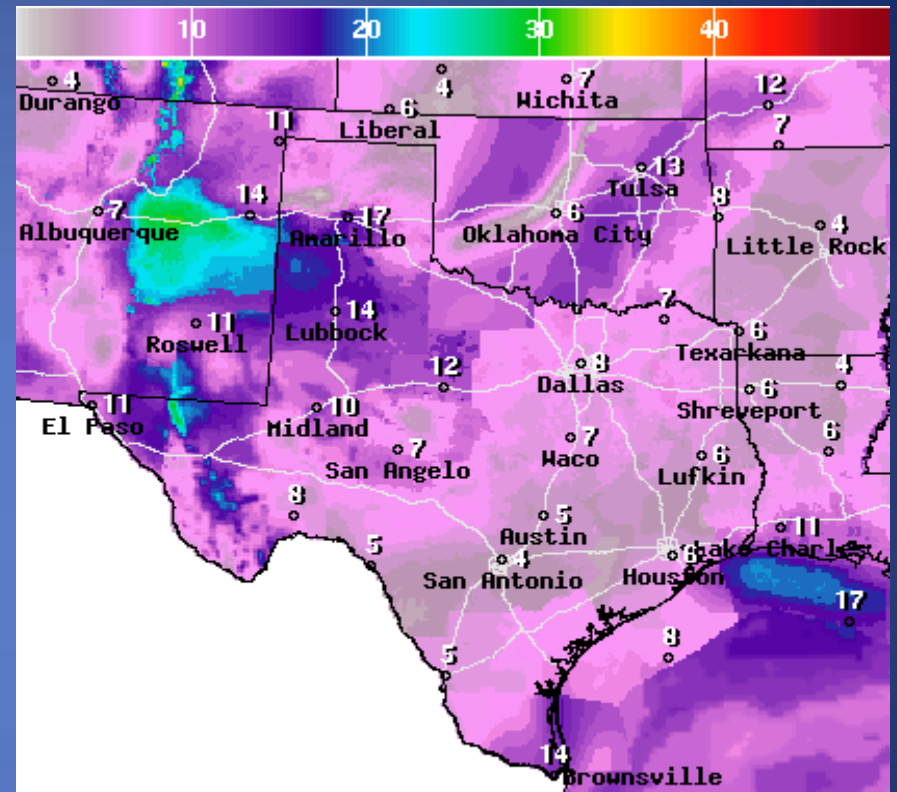 10 20 30 40
4
Durango
4
7
Wichita
12
6
Liberal
11
7
13
Tulsa
7
Albuquerque
14
17
Amarillo
6
Oklahoma City
9
4
Little Rock
11
Roswell
14
Lubbock
7
6
Texarkana
12
8
Dallas
6
Shreveport
4
11
El Paso
10
Midland
7
San Angelo
7
Waco
6
Lufkin
6
8
5
Austin
11
Lake Charles
5
4
San Antonio
6
Houston
17
5
8
14
Brownsville